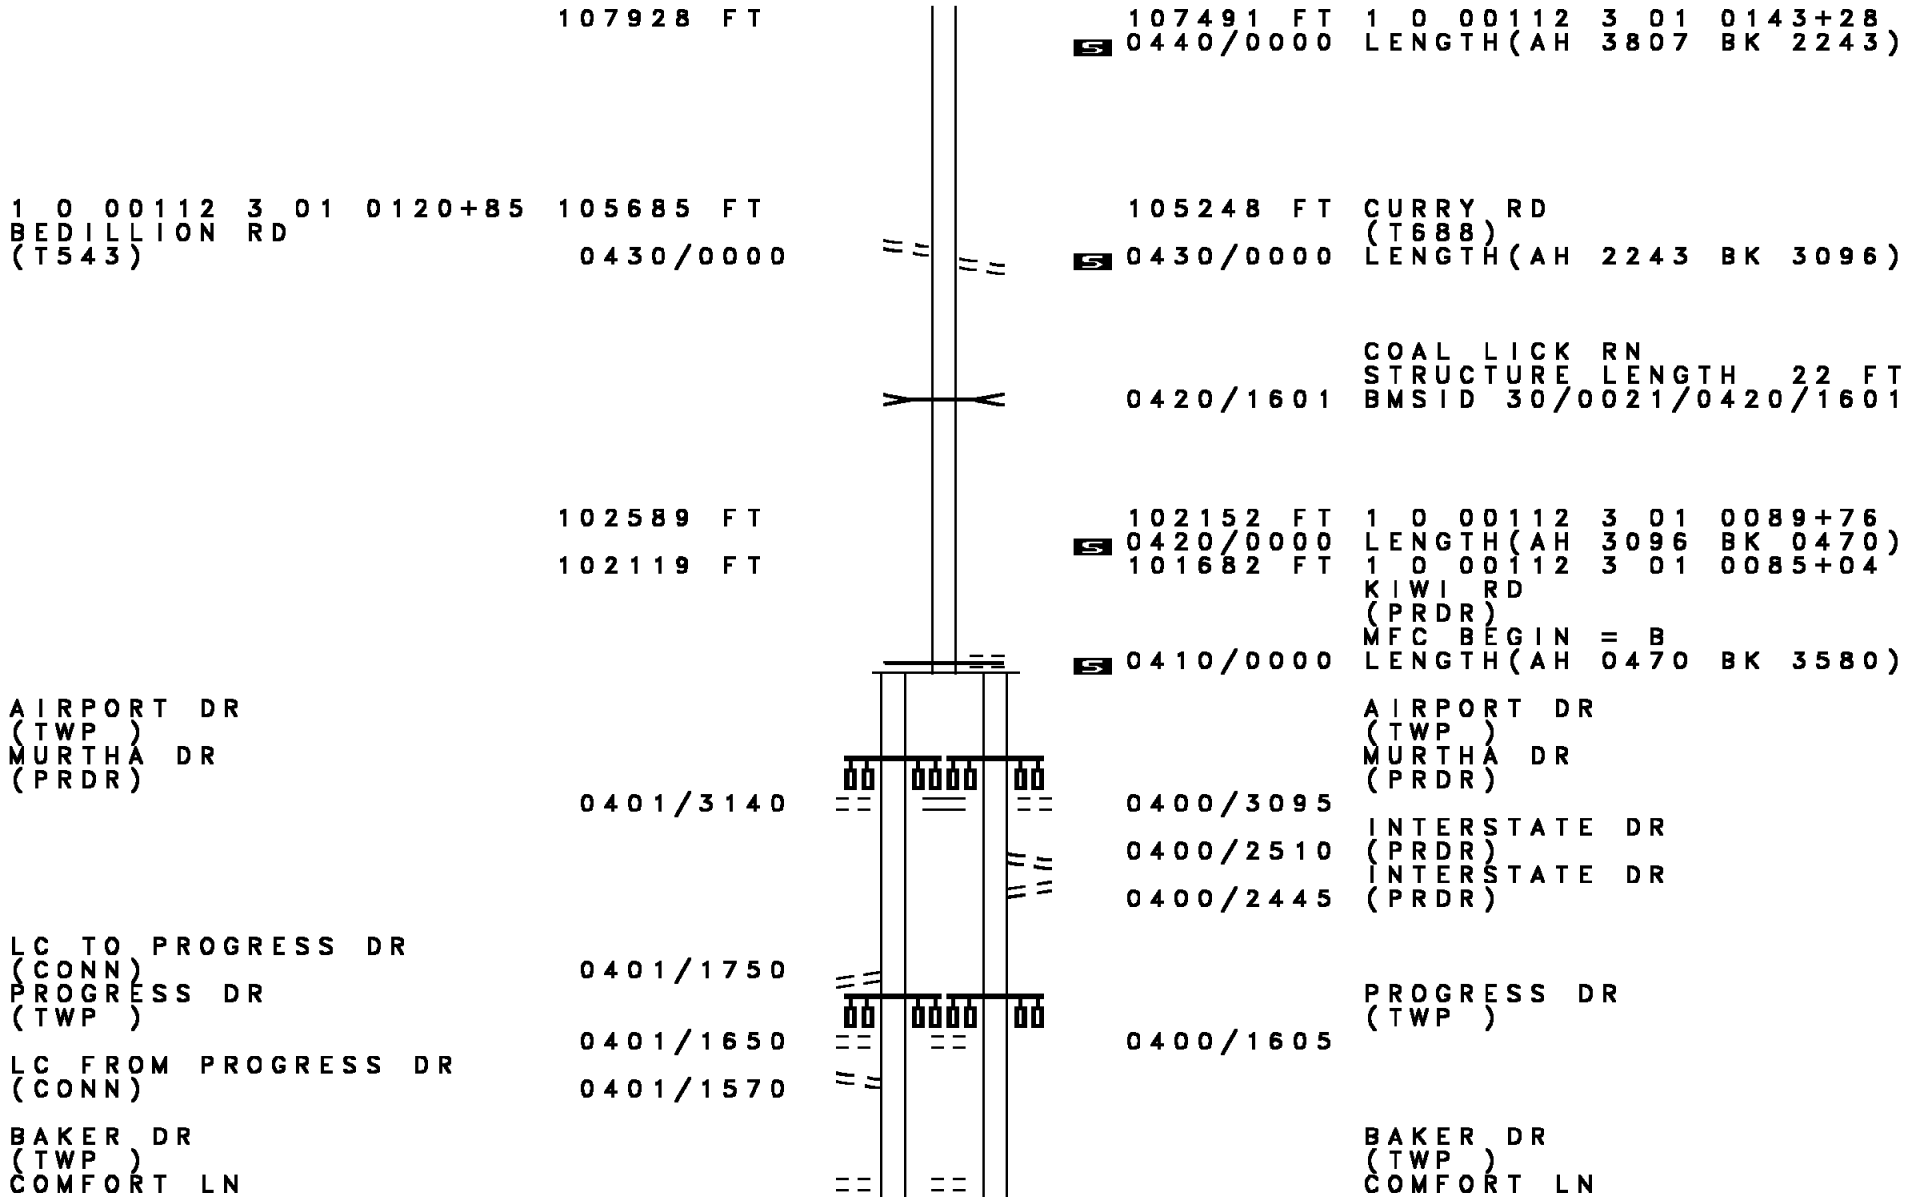 107928 FT 107491 FT 1 0 00112 3 01 0143+28
S 0440/0000 LENGTH(AH 3807 BK 2243)
1 0 00112 3 01 0120+85 105685 FT 105248 FT CURRY RD
BEDILLION RD (T688)
(T543) 0430/0000 S 0430/0000 LENGTH(AH 2243 BK 3096)
COAL LICK RN
STRUCTURE LENGTH 22 FT
0420/1601 BMSID 30/0021/0420/1601
102589 FT 102152 FT 1 0 00112 3 01 0089+76
S 0420/0000 LENGTH(AH 3096 BK 0470)
102119 FT 101682 FT 1 0 00112 3 01 0085+04
KIWI RD
(PRDR)
MFC BEGIN = B
S 0410/0000 LENGTH(AH 0470 BK 3580)
AIRPORT DR AIRPORT DR
(TWP ) (TWP )
MURTHA DR MURTHA DR
(PRDR) (PRDR)
0401/3140 0400/3095
INTERSTATE DR
0400/2510 (PRDR)
INTERSTATE DR
0400/2445 (PRDR)
LC TO PROGRESS DR
(CONN) 0401/1750
PROGRESS DR PROGRESS DR
(TWP ) (TWP )
0401/1650 0400/1605
LC FROM PROGRESS DR
(CONN) 0401/1570
BAKER DR BAKER DR
(TWP ) (TWP )
COMFORT LN COMFORT LN